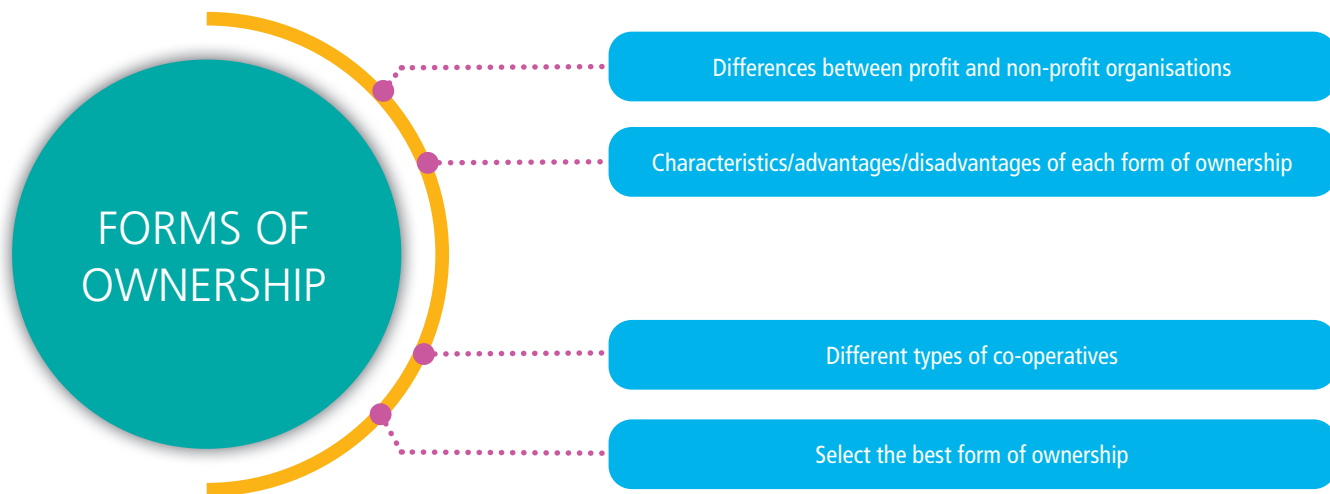 FORMS OF
OWNERSHIP
Differences between profit and non-profit organisations
Characteristics/advantages/disadvantages of each form of ownership
Different types of co-operatives
Select the best form of ownership